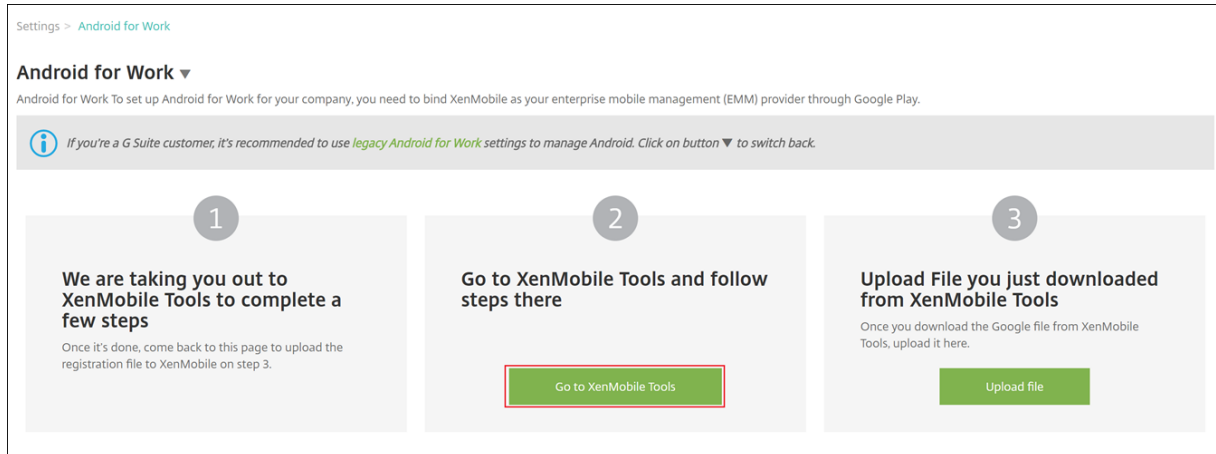 Settings > Android for Work
Android for Work ▼
Android for Work To set up Android for Work for your company, you need to bind XenMobile as your enterprise mobile management (EMM) provider through Google Play.
If you're a G Suite customer, it's recommended to use legacy Android for Work settings to manage Android. Click on button ▼ to switch back.
1
We are taking you out to
XenMobile Tools to complete a
few steps
Once it's done, come back to this page to upload the
registration file to XenMobile on step 3.
2
Go to XenMobile Tools and follow
steps there
Go to XenMobile Tools
3
Upload File you just downloaded
from XenMobile Tools
Once you download the Google file from XenMobile
Tools, upload it here.
Upload file